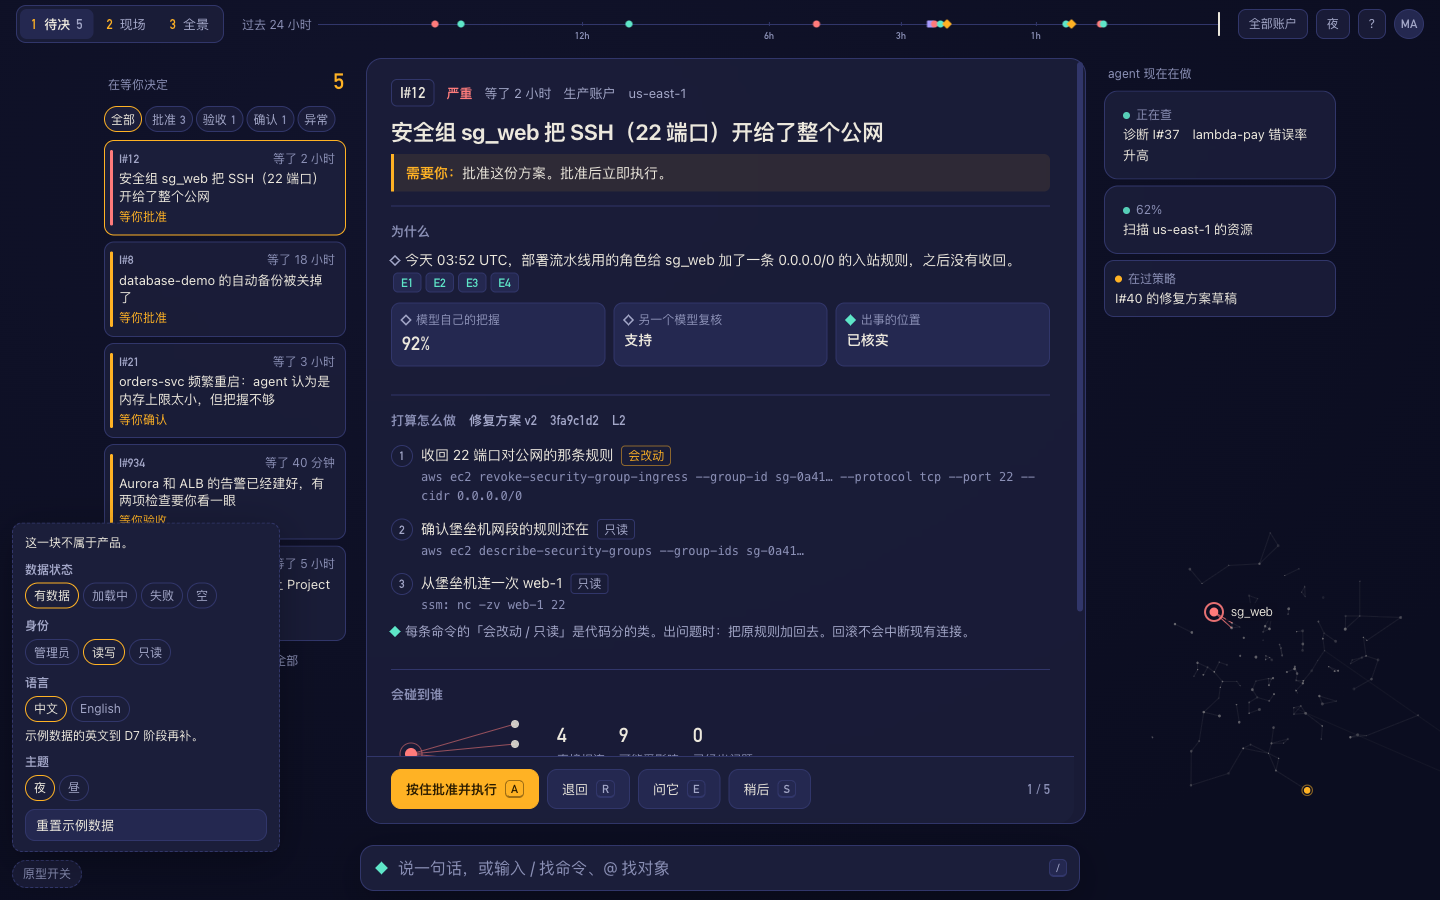 1 待决 5 2 现场 3 全景
过去 24 小时
12h 6h 3h 1h
全部账户 夜 ? MA
在等你决定 5
全部 批准 3 验收 1 确认 1 异常
I#12 等了 2 小时
安全组 sg_web 把 SSH（22 端口）
开给了整个公网
等你批准
I#8 等了 18 小时
database-demo 的自动备份被关掉
了
等你批准
I#21 等了 3 小时
orders-svc 频繁重启：agent 认为是
内存上限太小，但把握不够
等你确认
I#934 等了 40 分钟
Aurora 和 ALB 的告警已经建好，有
两项检查要你看一眼
等你验收
等了 5 小时
Project
全部
这一块不属于产品。
数据状态
有数据 加载中 失败 空
身份
管理员 读写 只读
语言
中文 English
示例数据的英文到 D7 阶段再补。
主题
夜 昼
重置示例数据
原型开关
I#12 严重 等了 2 小时 生产账户 us-east-1
安全组 sg_web 把 SSH（22 端口）开给了整个公网
需要你：批准这份方案。批准后立即执行。
为什么
今天 03:52 UTC，部署流水线用的角色给 sg_web 加了一条 0.0.0.0/0 的入站规则，之后没有收回。
E1 E2 E3 E4
模型自己的把握
92%
另一个模型复核
支持
出事的位置
已核实
打算怎么做 修复方案 v2 3fa9c1d2 L2
1 收回 22 端口对公网的那条规则 会改动
aws ec2 revoke-security-group-ingress --group-id sg-0a41… --protocol tcp --port 22 --
cidr 0.0.0.0/0
2 确认堡垒机网段的规则还在 只读
aws ec2 describe-security-groups --group-ids sg-0a41…
3 从堡垒机连一次 web-1 只读
ssm: nc -zv web-1 22
每条命令的「会改动 / 只读」是代码分的类。出问题时：把原规则加回去。回滚不会中断现有连接。
会碰到谁
4 9 0
按住批准并执行 A 退回 R 问它 E 稍后 S 1 / 5
说一句话，或输入 / 找命令、@ 找对象 /
agent 现在在做
正在查
诊断 I#37 lambda-pay 错误率
升高
62%
扫描 us-east-1 的资源
在过策略
I#40 的修复方案草稿
sg_web